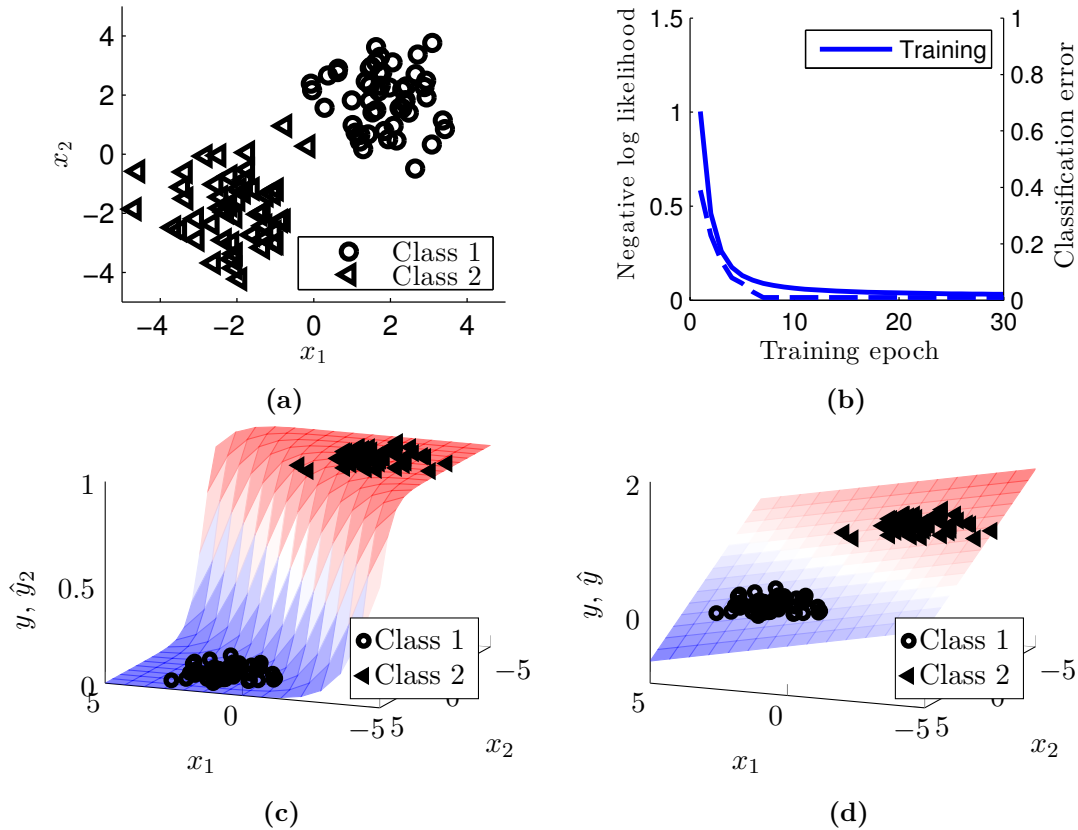 4
2
0
−2
−4
x2
−4 −2 0 2 4
x1
Class 1
Class 2
(a)
1.5
1
0.5
0
Negative log likelihood
Training
1
0.8
0.6
0.4
0.2
0
Classification error
0 10 20 30
Training epoch
(b)
1
0.5
0
y, ŷ2
5 0 −5
x1
5 0 −5
x2
Class 1
Class 2
(c)
2
1
0
y, ŷ
5 0 −5
x1
5 0 −5
x2
Class 1
Class 2
(d)